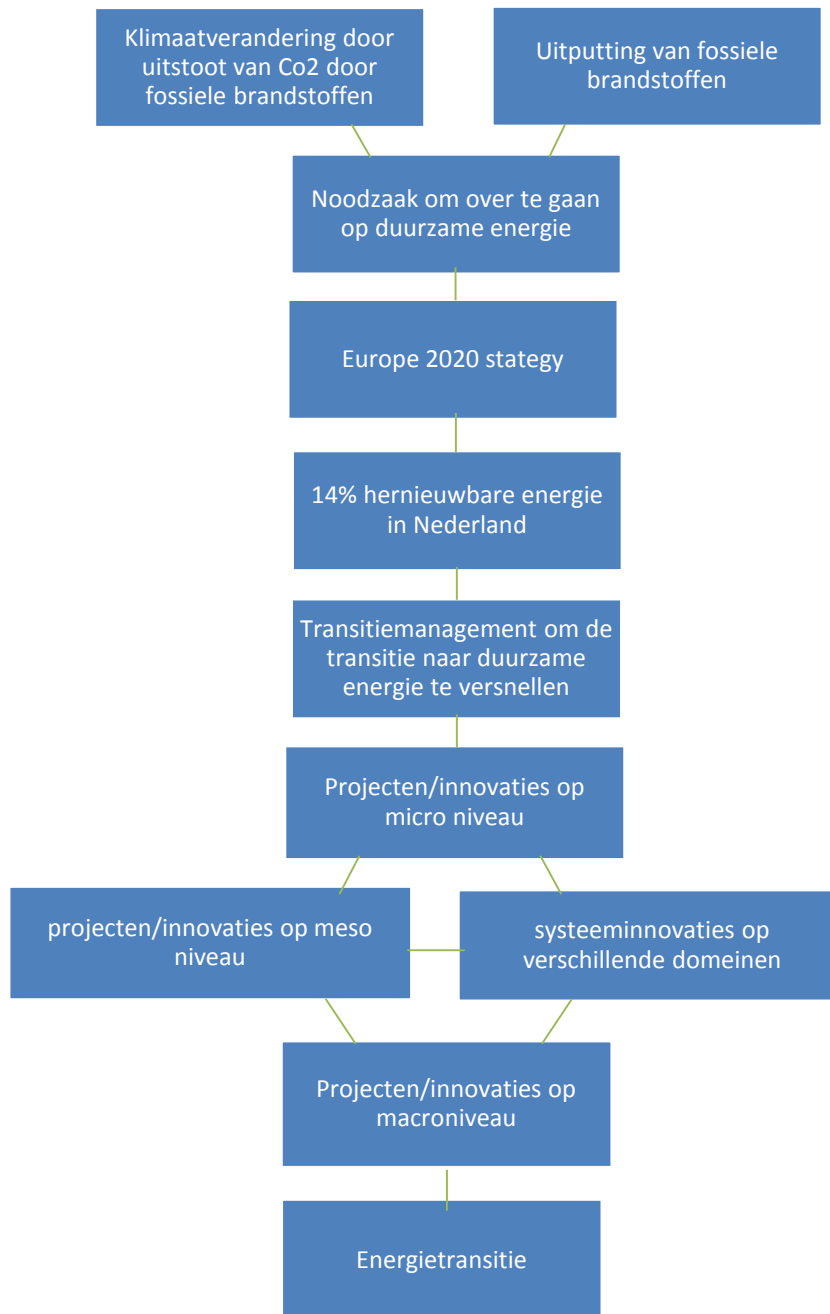 Klimaatverandering door
uitstoot van Co2 door
fossiele brandstoffen
Uitputting van fossiele
brandstoffen
Noodzaak om over te gaan
op duurzame energie
Europe 2020 stategy
14% hernieuwbare energie
in Nederland
Transitiemanagement om de
transitie naar duurzame
energie te versnellen
Projecten/innovaties op
micro niveau
projecten/innovaties op meso
niveau
systeeminnovaties op
verschillende domeinen
Projecten/innovaties op
macroniveau
Energietransitie